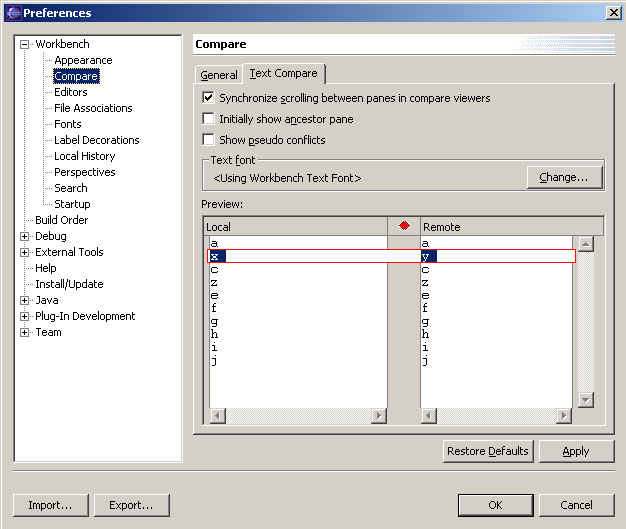 Preferences
Workbench
Appearance
Compare
Editors
File Associations
Fonts
Label Decorations
Local History
Perspectives
Search
Startup
Build Order
Debug
External Tools
Help
Install/Update
Java
Plug-In Development
Team
Compare
General Text Compare
Synchronize scrolling between panes in compare viewers
Initially show ancestor pane
Show pseudo conflicts
Text font
<Using Workbench Text Font> Change...
Preview:
Local Remote
a a
x y
c c
z z
e e
f f
g g
h h
i i
j j
Restore Defaults Apply
Import... Export... OK Cancel